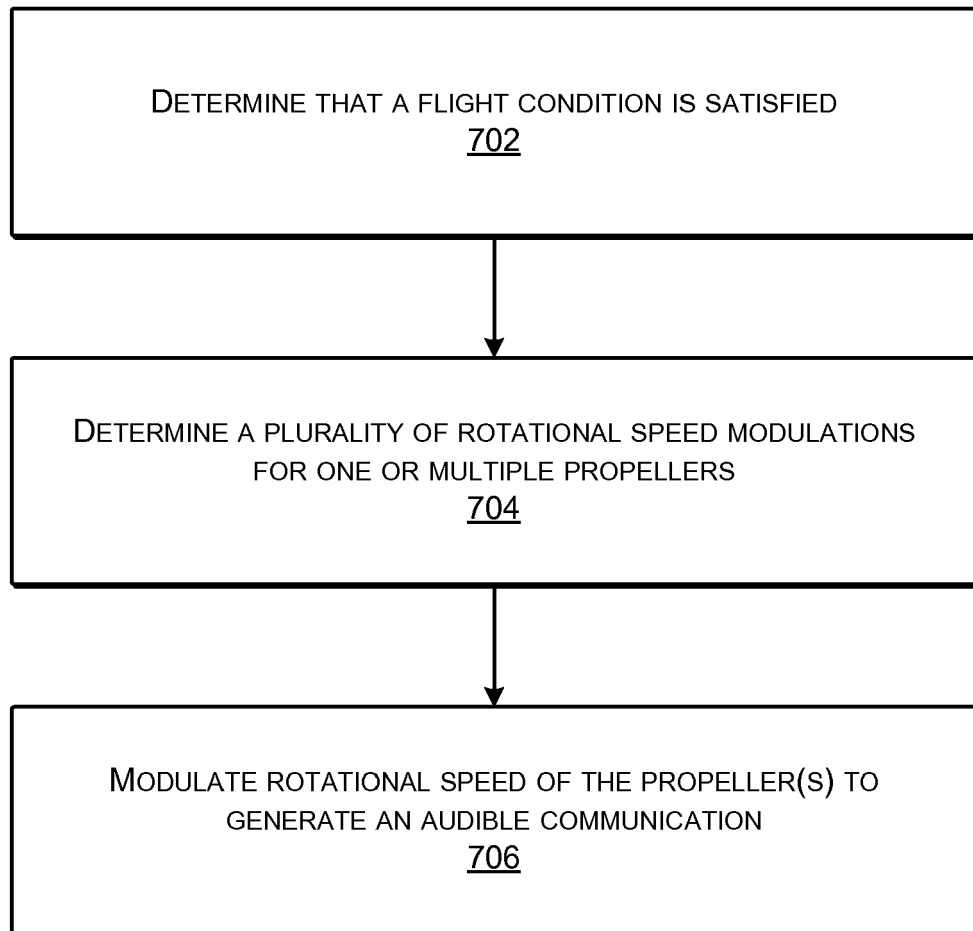 DETERMINE THAT A FLIGHT CONDITION IS SATISFIED
702
DETERMINE A PLURALITY OF ROTATIONAL SPEED MODULATIONS
FOR ONE OR MULTIPLE PROPELLERS
704
MODULATE ROTATIONAL SPEED OF THE PROPELLER(S) TO
GENERATE AN AUDIBLE COMMUNICATION
706